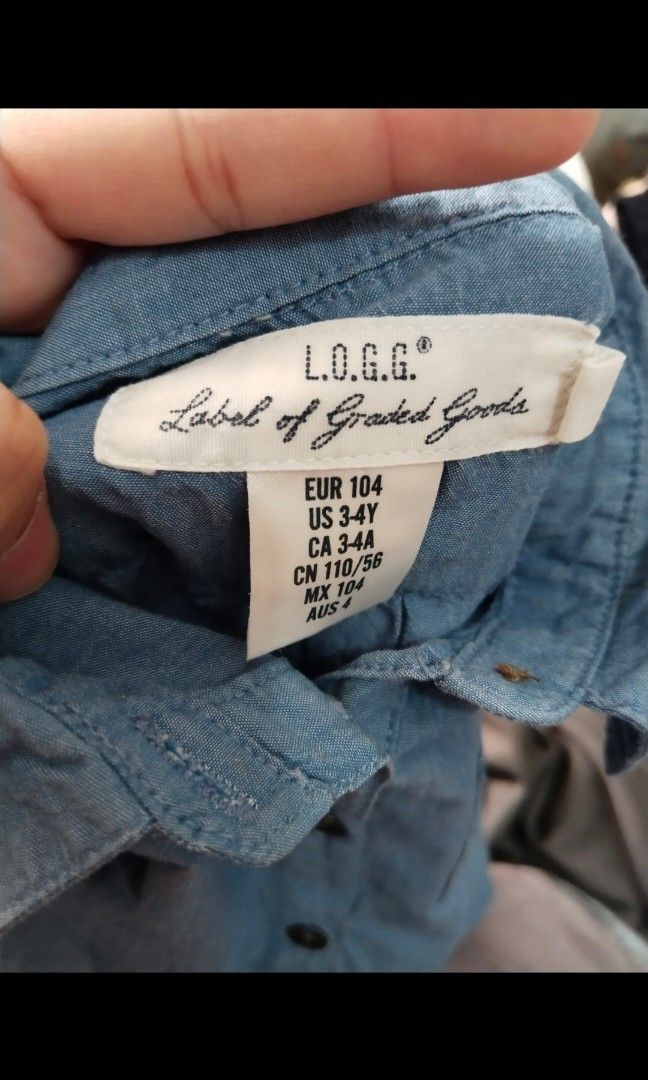 L.O.G.G.®
Label of Graded Goods
EUR 104
US 3-4Y
CA 3-4A
CN 110/56
MX 104
AUS 4